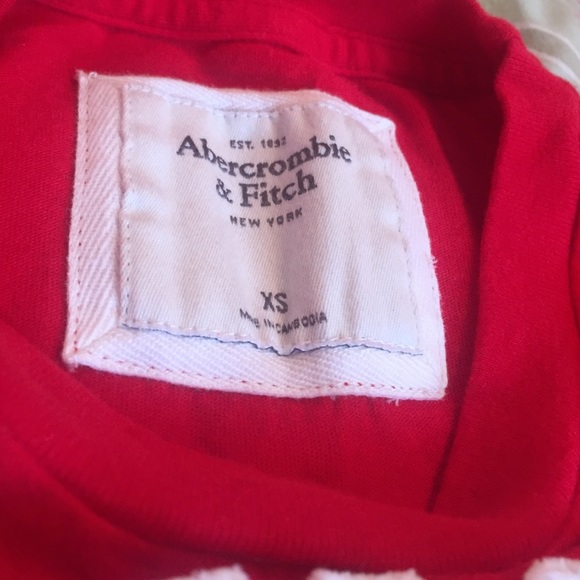 EST. 1892
Abercrombie
& Fitch
NEW YORK
XS
MADE IN CAMBODIA